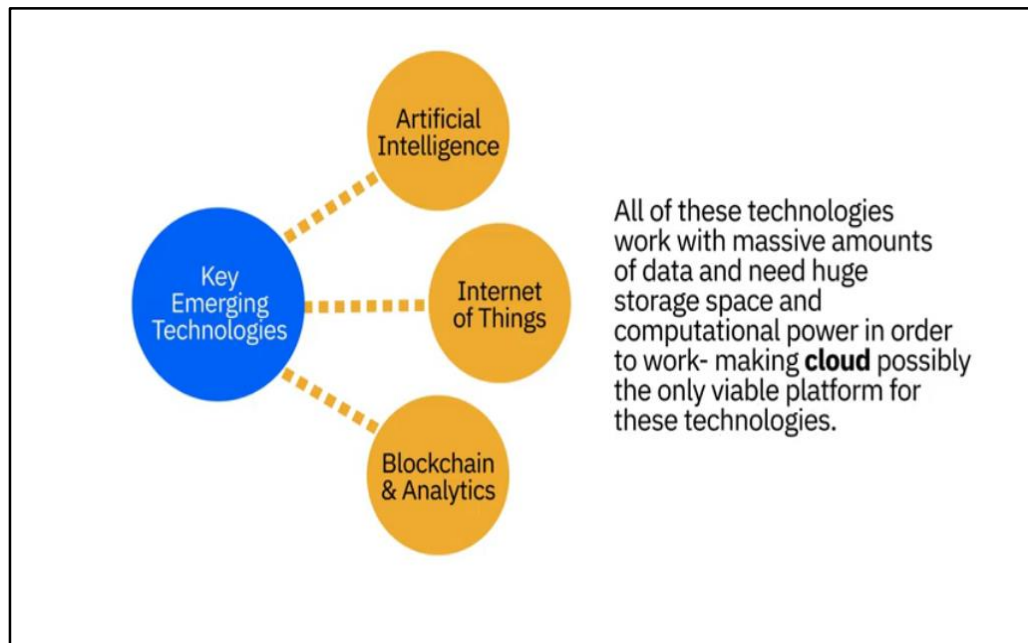 Artificial
Intelligence
Key
Emerging
Technologies
Internet
of Things
Blockchain
& Analytics
All of these technologies
work with massive amounts
of data and need huge
storage space and
computational power in order
to work- making cloud possibly
the only viable platform for
these technologies.